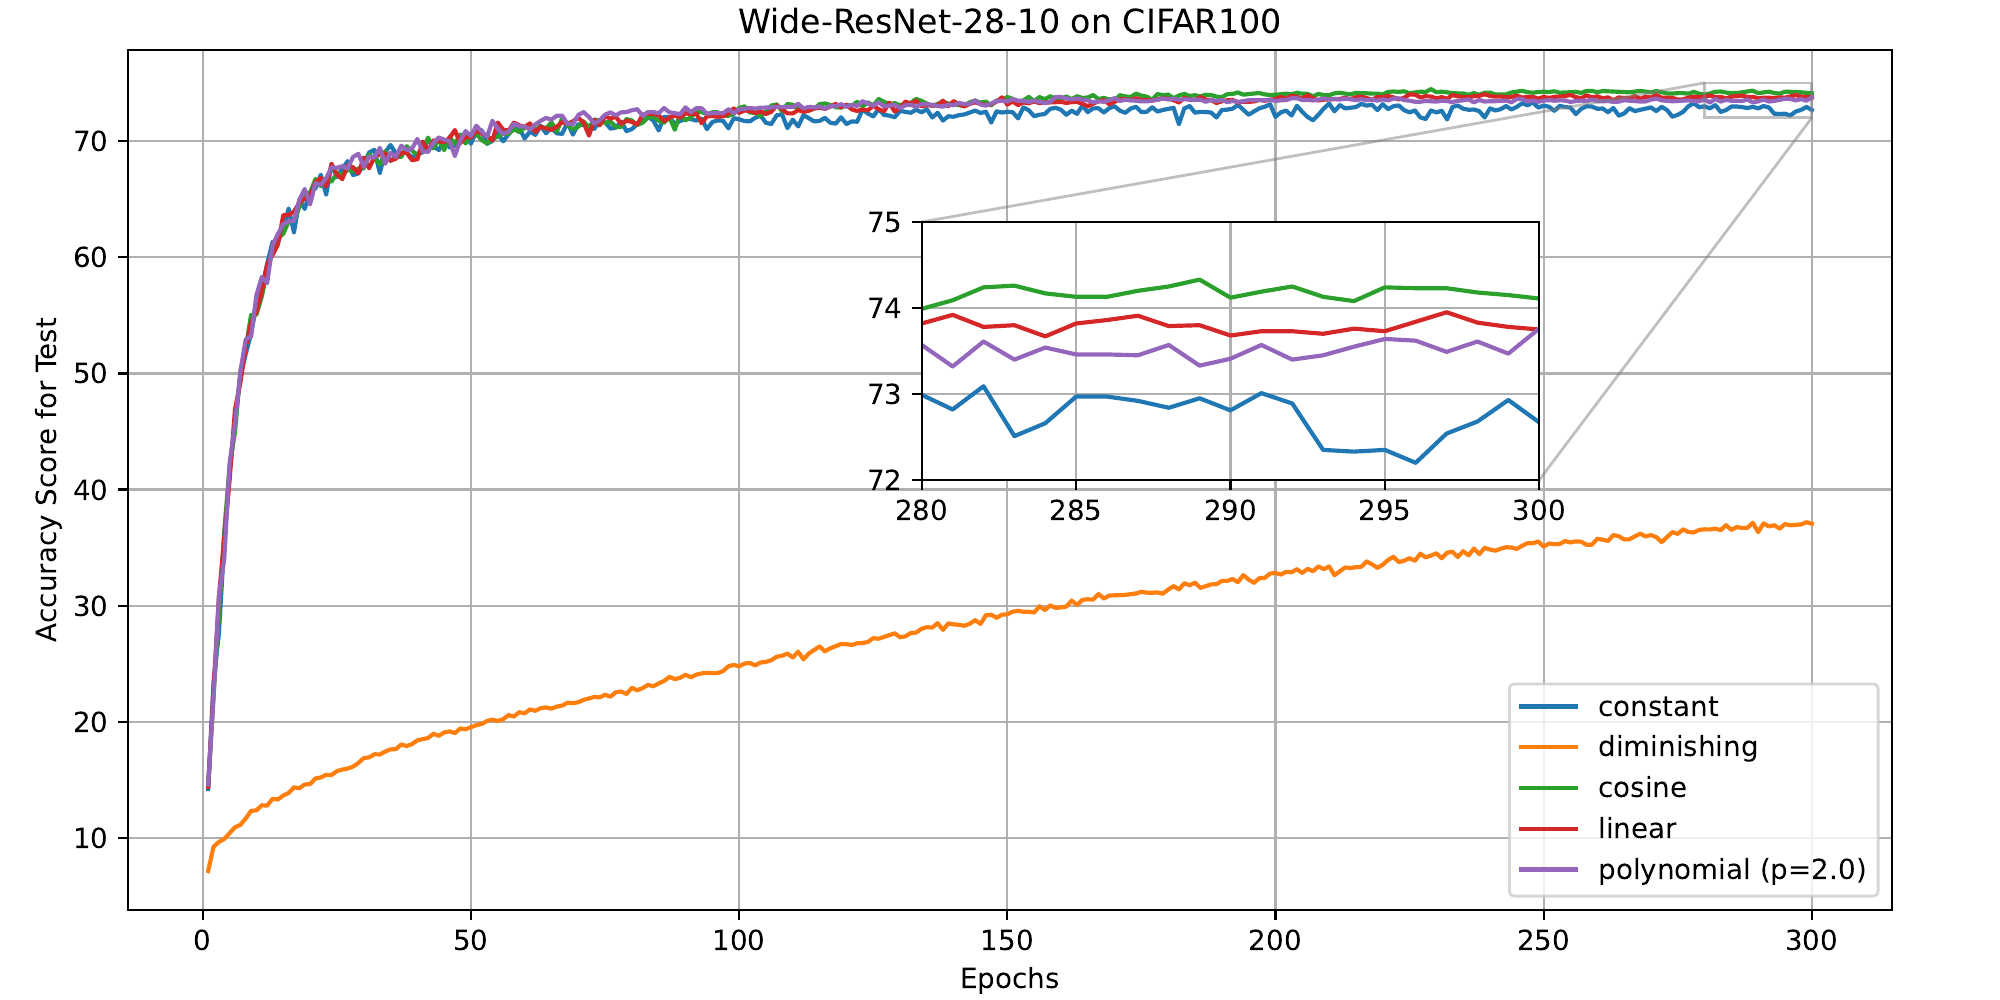 Wide-ResNet-28-10 on CIFAR100
Accuracy Score for Test
70
60
50
40
30
20
10
75
74
73
72
280 285 290 295 300
constant
diminishing
cosine
linear
polynomial (p=2.0)
0 50 100 150 200 250 300
Epochs